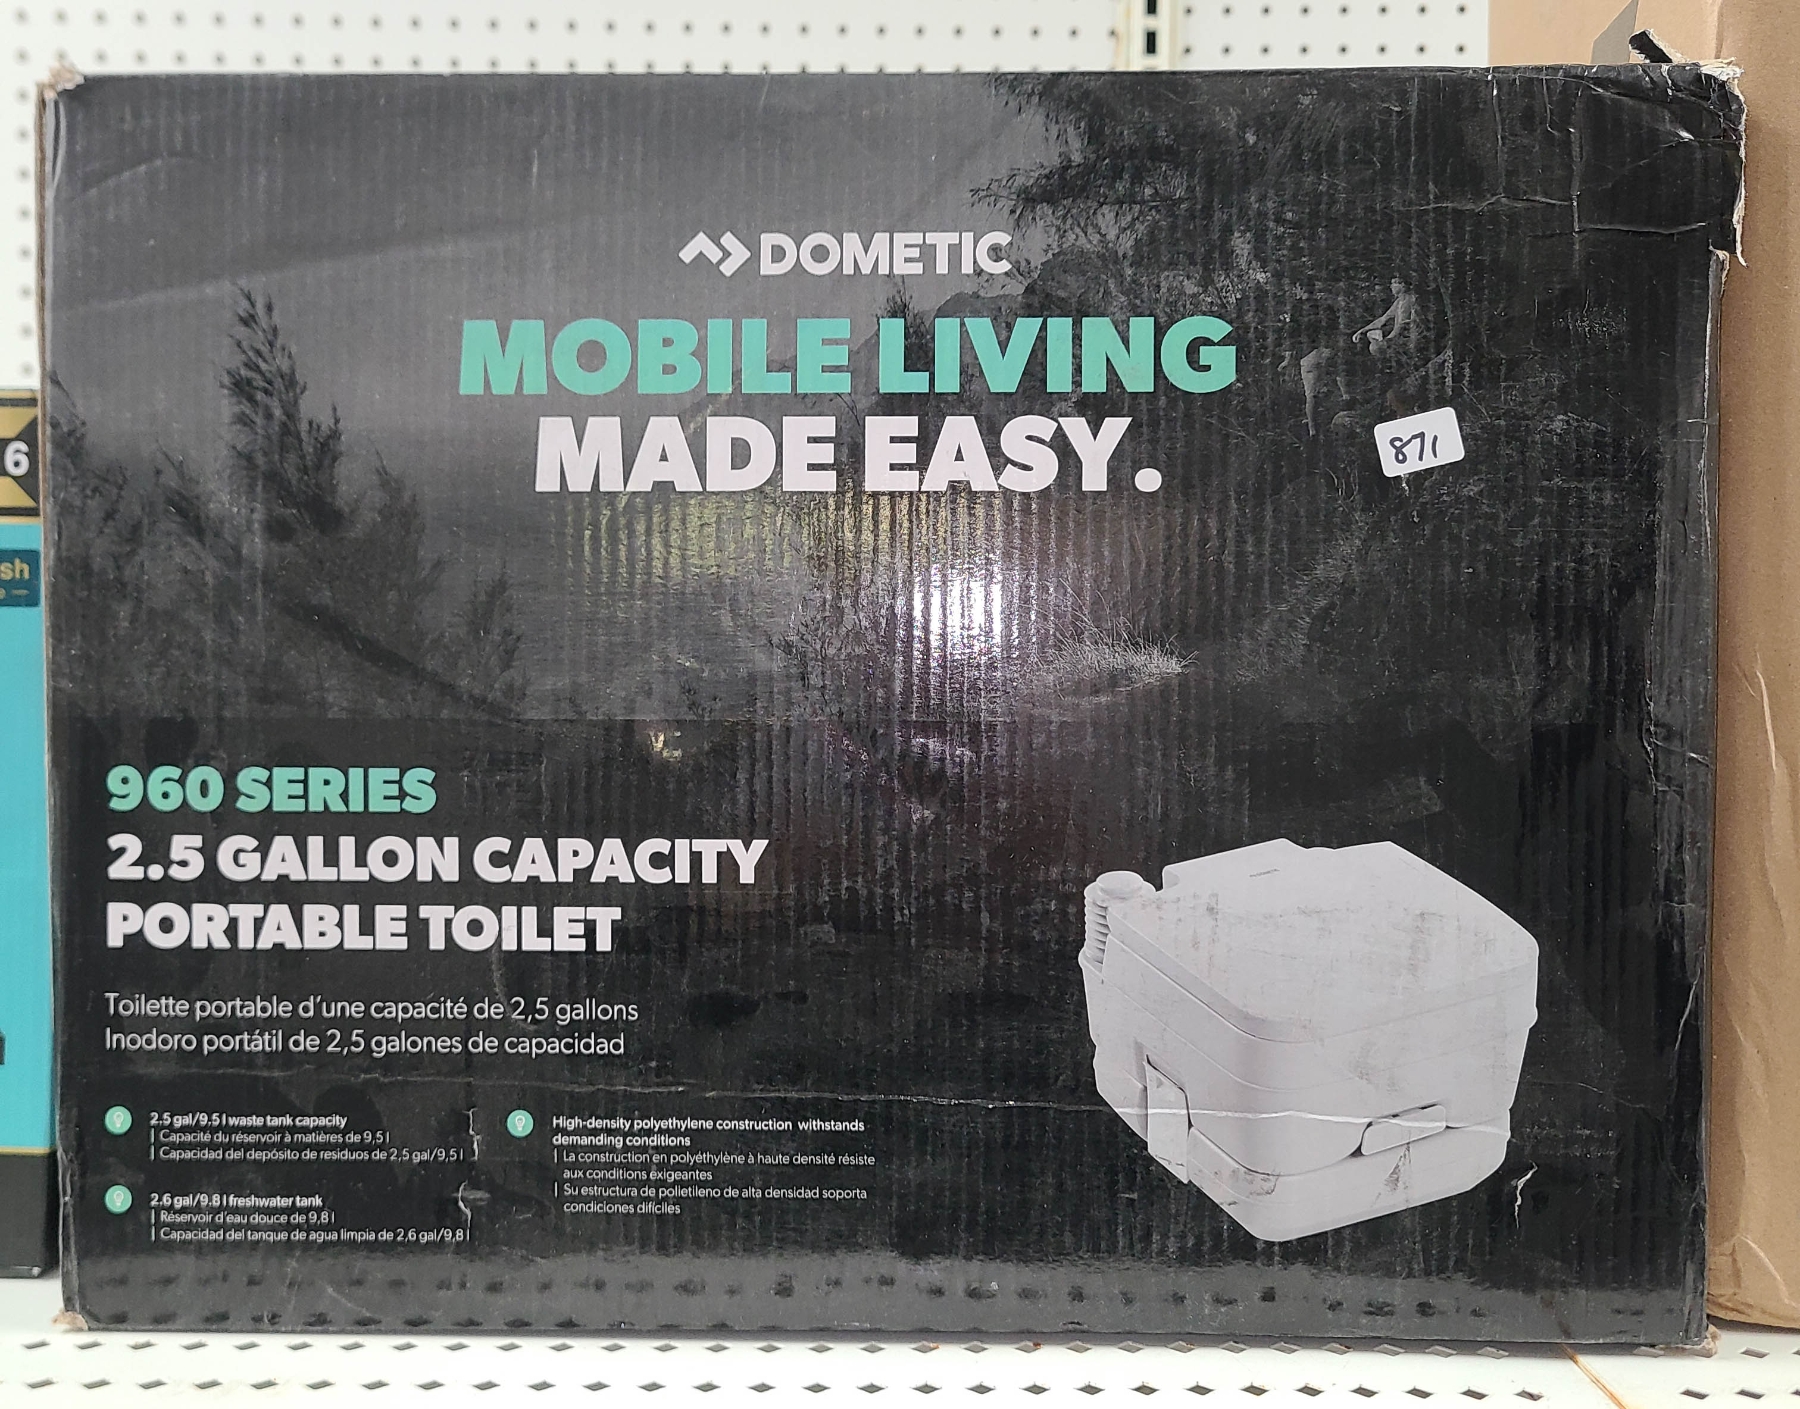 DOMETIC
MOBILE LIVING
MADE EASY.
871
6
sh
960 SERIES
2.5 GALLON CAPACITY
PORTABLE TOILET
Toilette portable d'une capacité de 2,5 gallons
Inodoro portátil de 2,5 galones de capacidad
2.5 gal/9.5 l waste tank capacity
| Capacité du réservoir à matières de 9,5 l
| Capacidad del depósito de residuos de 2,5 gal/9,5 l
2.6 gal/9.8 l freshwater tank
| Réservoir d'eau douce de 9,8 l
| Capacidad del tanque de agua limpia de 2,6 gal/9,8 l
High-density polyethylene construction withstands
demanding conditions
| La construction en polyéthylène à haute densité résiste
aux conditions exigeantes
| Su estructura de polietileno de alta densidad soporta
condiciones difíciles
DOMETIC